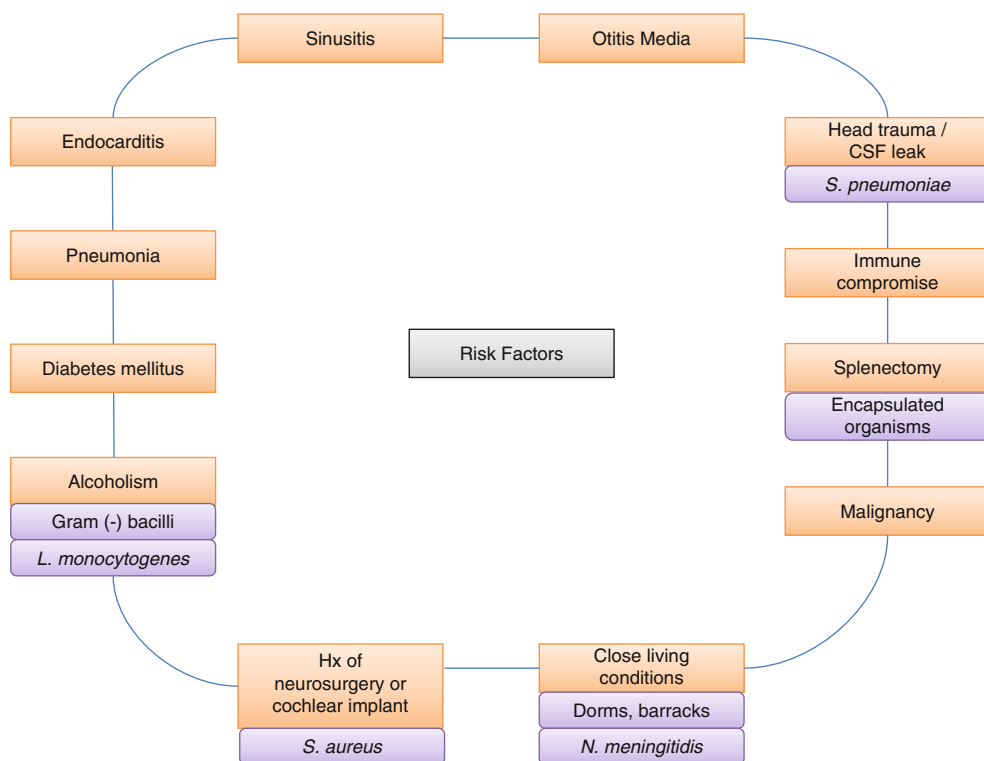 Sinusitis
Otitis Media
Head trauma /
CSF leak
S. pneumoniae
Immune
compromise
Splenectomy
Encapsulated
organisms
Malignancy
Close living
conditions
Dorms, barracks
N. meningitidis
Hx of
neurosurgery or
cochlear implant
S. aureus
Alcoholism
Gram (-) bacilli
L. monocytogenes
Diabetes mellitus
Pneumonia
Endocarditis
Risk Factors